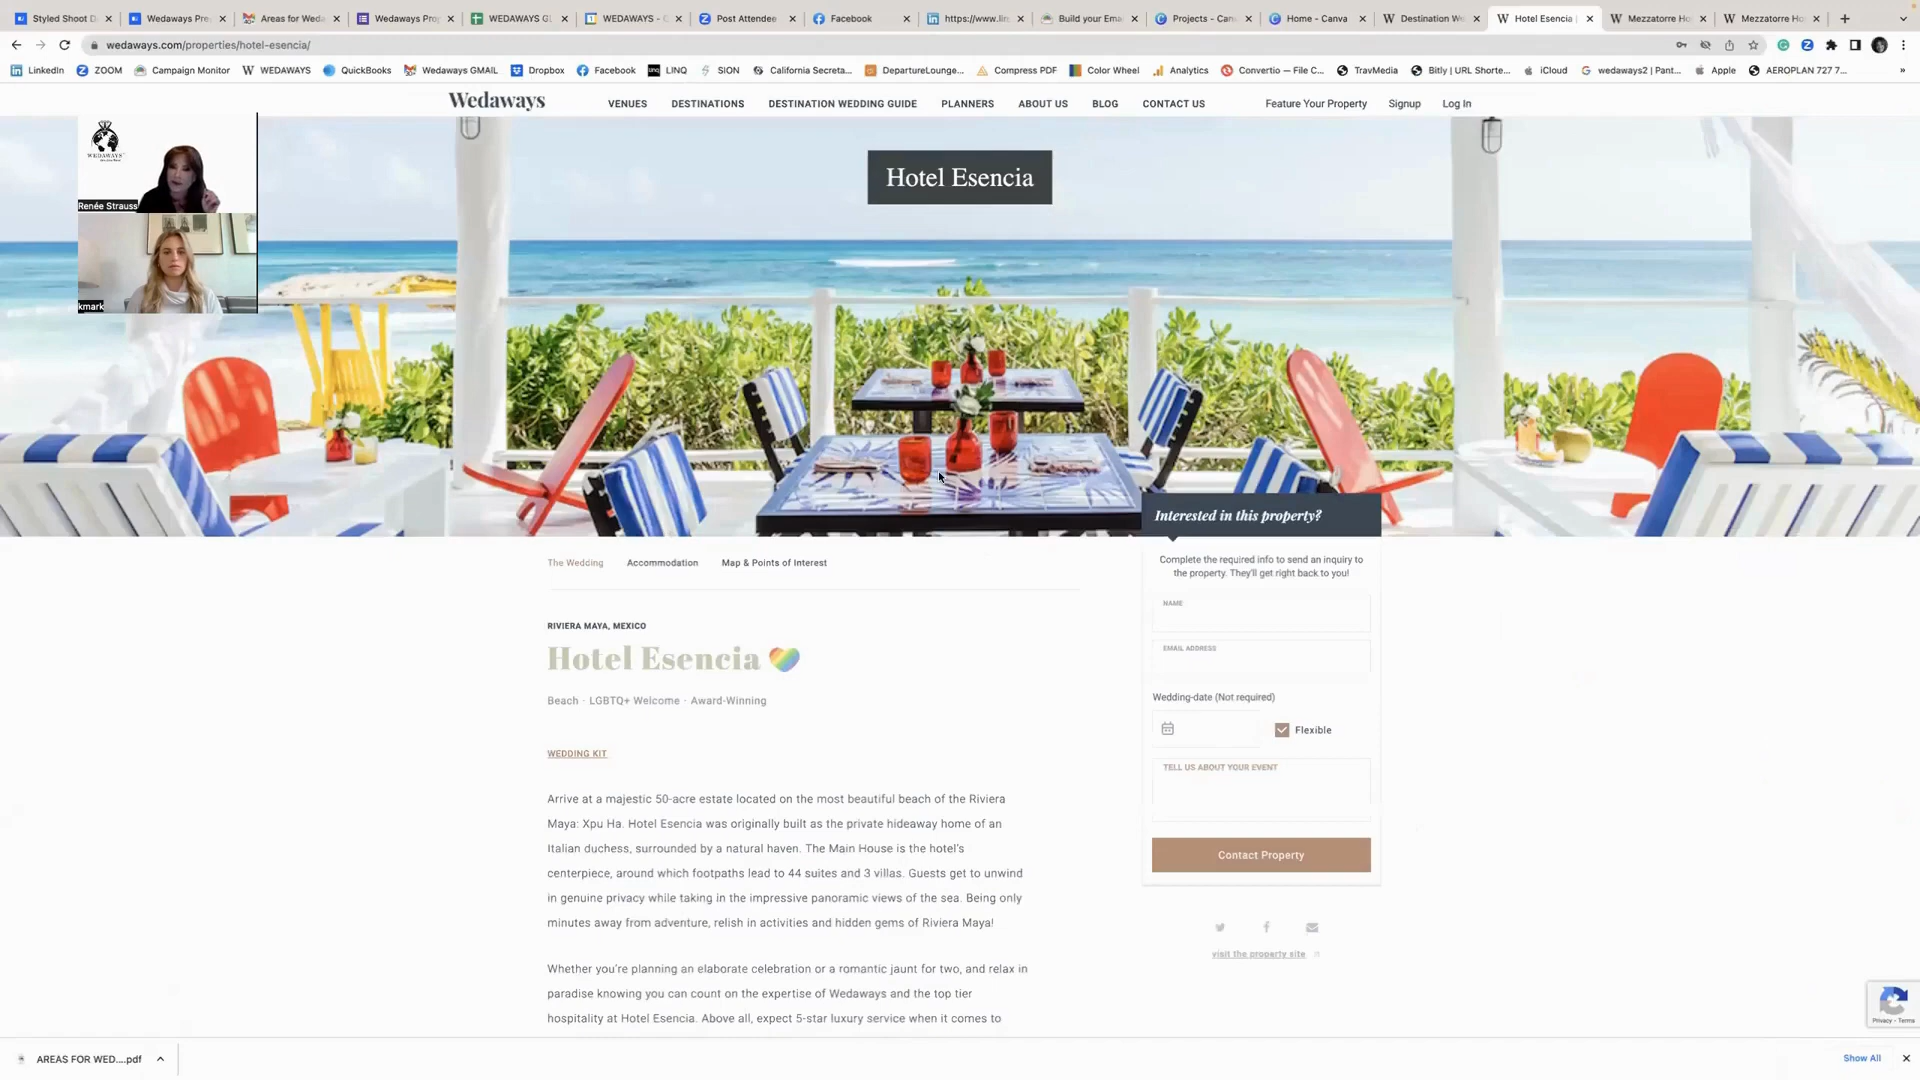 Styled Shoot D
Wedaways Pre
Areas for Weda
Wedaways Pro
WEDAWAYS GL
WEDAWAYS - C
Post Attendee
Facebook
https://www.lin
Build your Ema
Projects - Can
Home - Canva
Destination We
Hotel Esencia |
Mezzatorre Ho
Mezzatorre Ho
wedaways.com/properties/hotel-esencia/
LinkedIn
ZOOM
Campaign Monitor
WEDAWAYS
QuickBooks
Wedaways GMAIL
Dropbox
Facebook
LINQ
SION
California Secreta...
DepartureLounge...
Compress PDF
Color Wheel
Analytics
Convertio — File C...
TravMedia
Bitly | URL Shorte...
iCloud
wedaways2 | Pant...
Apple
AEROPLAN 727 7...
Wedaways
VENUES
DESTINATIONS
DESTINATION WEDDING GUIDE
PLANNERS
ABOUT US
BLOG
CONTACT US
Feature Your Property
Signup
Log In
WEDAWAYS
Renée Strauss
kmark
Hotel Esencia
The Wedding
Accommodation
Map & Points of Interest
RIVIERA MAYA, MEXICO
Hotel Esencia
Beach · LGBTQ+ Welcome · Award-Winning
WEDDING KIT
Arrive at a majestic 50-acre estate located on the most beautiful beach of the Riviera
Maya: Xpu Ha. Hotel Esencia was originally built as the private hideaway home of an
Italian duchess, surrounded by a natural haven. The Main House is the hotel's
centerpiece, around which footpaths lead to 44 suites and 3 villas. Guests get to unwind
in genuine privacy while taking in the impressive panoramic views of the sea. Being only
minutes away from adventure, relish in activities and hidden gems of Riviera Maya!
Whether you're planning an elaborate celebration or a romantic jaunt for two, and relax in
paradise knowing you can count on the expertise of Wedaways and the top tier
hospitality at Hotel Esencia. Above all, expect 5-star luxury service when it comes to
Interested in this property?
Complete the required info to send an inquiry to
the property. They'll get right back to you!
NAME
EMAIL ADDRESS
Wedding-date (Not required)
Flexible
TELL US ABOUT YOUR EVENT
Contact Property
visit the property site
Privacy - Terms
AREAS FOR WED....pdf
Show All